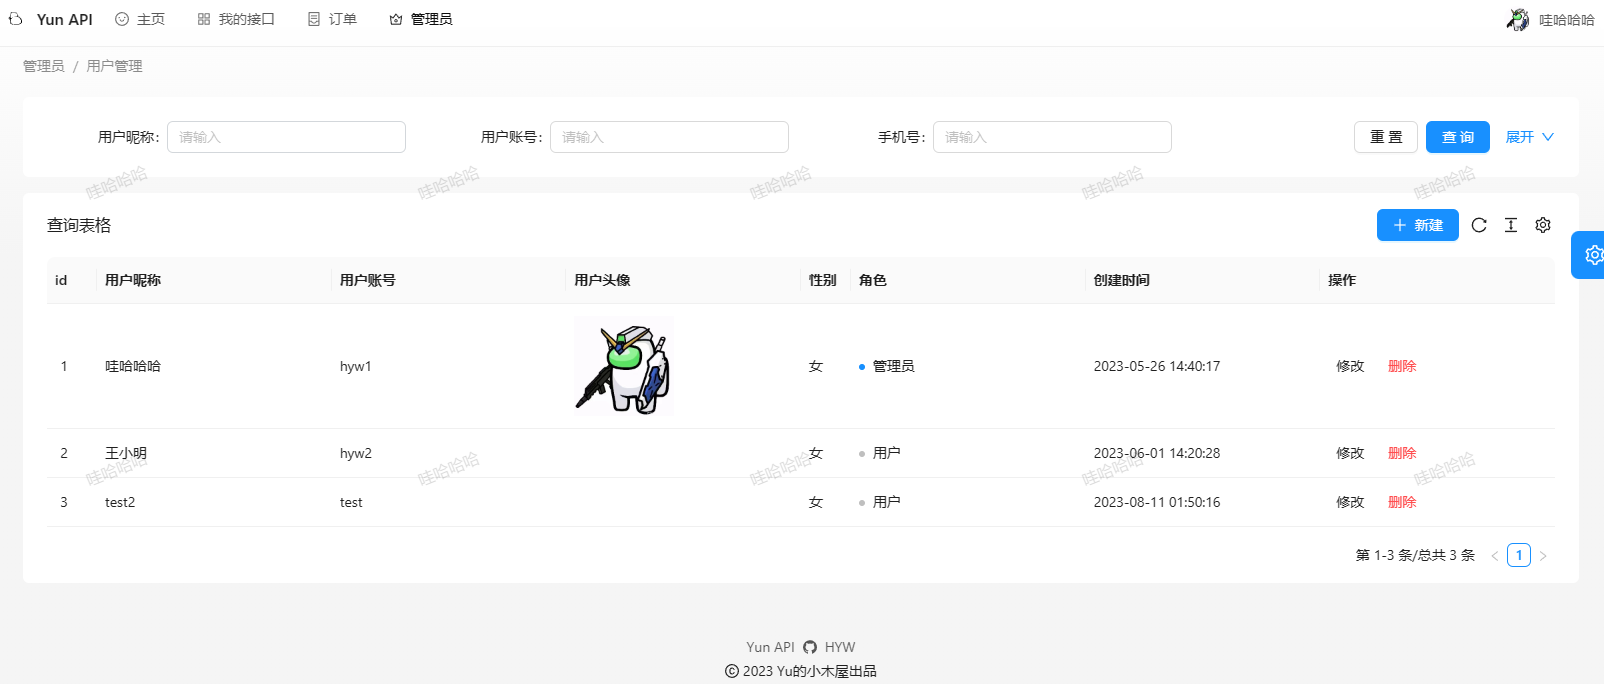 Yun API 主页 我的接口 订单 管理员 哇哈哈哈
管理员 / 用户管理
用户昵称: 请输入 用户账号: 请输入 手机号: 请输入 重 置 查 询 展开
哇哈哈哈 哇哈哈哈 哇哈哈哈 哇哈哈哈 哇哈哈哈
查询表格 新建
id 用户昵称 用户账号 用户头像 性别 角色 创建时间 操作
1 哇哈哈哈 hyw1 女 管理员 2023-05-26 14:40:17 修改 删除
2 王小明 hyw2 女 用户 2023-06-01 14:20:28 修改 删除
哇哈哈哈 哇哈哈哈 哇哈哈哈 哇哈哈哈 哇哈哈哈
3 test2 test 女 用户 2023-08-11 01:50:16 修改 删除
第 1-3 条/总共 3 条 < 1 >
Yun API HYW
© 2023 Yu的小木屋出品